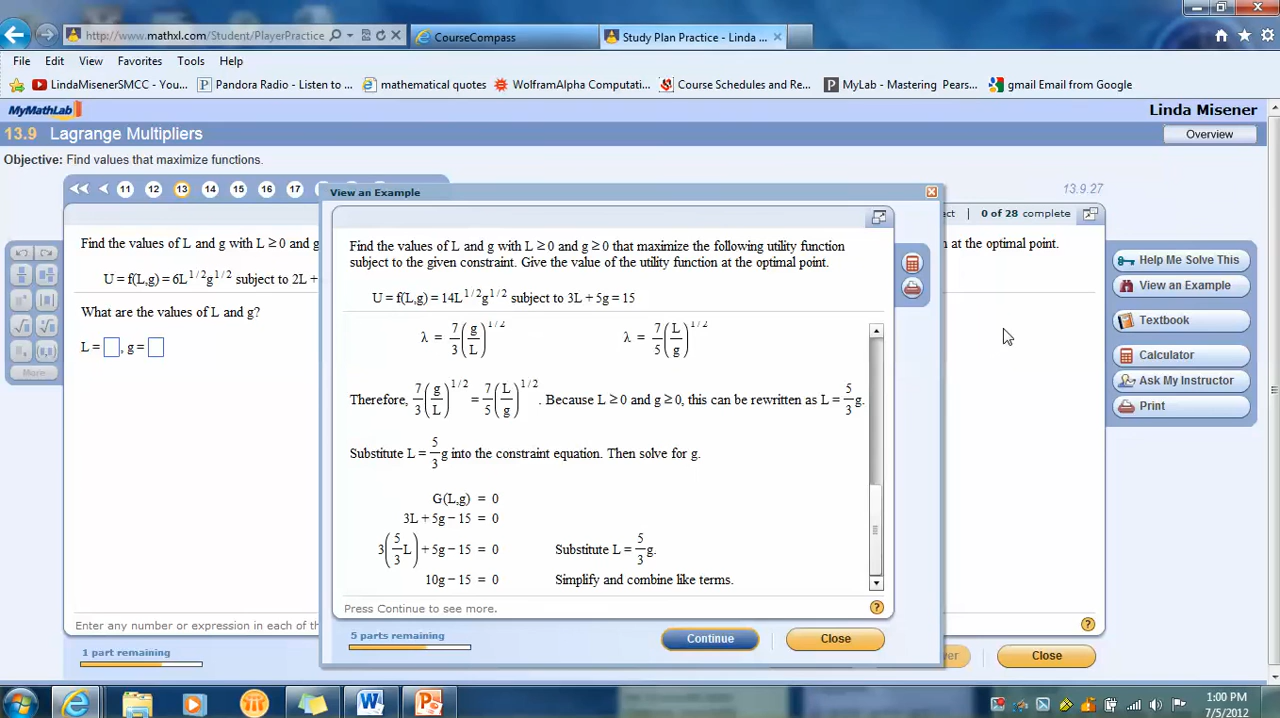 http://www.mathxl.com/Student/PlayerPractice
CourseCompass
Study Plan Practice - Linda ...
File Edit View Favorites Tools Help
LindaMisenerSMCC - You... Pandora Radio - Listen to ... mathematical quotes WolframAlpha Computati... Course Schedules and Re... MyLab - Mastering Pears... gmail Email from Google
MyMathLab
Linda Misener
13.9 Lagrange Multipliers
Overview
Objective: Find values that maximize functions.
11 12 13 14 15 16 17
13.9.27
View an Example
0 of 28 complete
Find the values of L and g with L ≥ 0 and g
at the optimal point.
U = f(L,g) = 6L^1/2 g^1/2 subject to 2L +
What are the values of L and g?
L = , g =
More
Find the values of L and g with L ≥ 0 and g ≥ 0 that maximize the following utility function
subject to the given constraint. Give the value of the utility function at the optimal point.
U = f(L,g) = 14L^1/2 g^1/2 subject to 3L + 5g = 15
λ = 7/3 (g/L)^1/2 λ = 7/5 (L/g)^1/2
Therefore, 7/3 (g/L)^1/2 = 7/5 (L/g)^1/2. Because L ≥ 0 and g ≥ 0, this can be rewritten as L = 5/3 g.
Substitute L = 5/3 g into the constraint equation. Then solve for g.
G(L,g) = 0
3L + 5g − 15 = 0
3(5/3 L) + 5g − 15 = 0 Substitute L = 5/3 g.
10g − 15 = 0 Simplify and combine like terms.
Press Continue to see more.
5 parts remaining
Continue
Close
Help Me Solve This
View an Example
Textbook
Calculator
Ask My Instructor
Print
Enter any number or expression in each of th
1 part remaining
Close
1:00 PM
7/5/2012